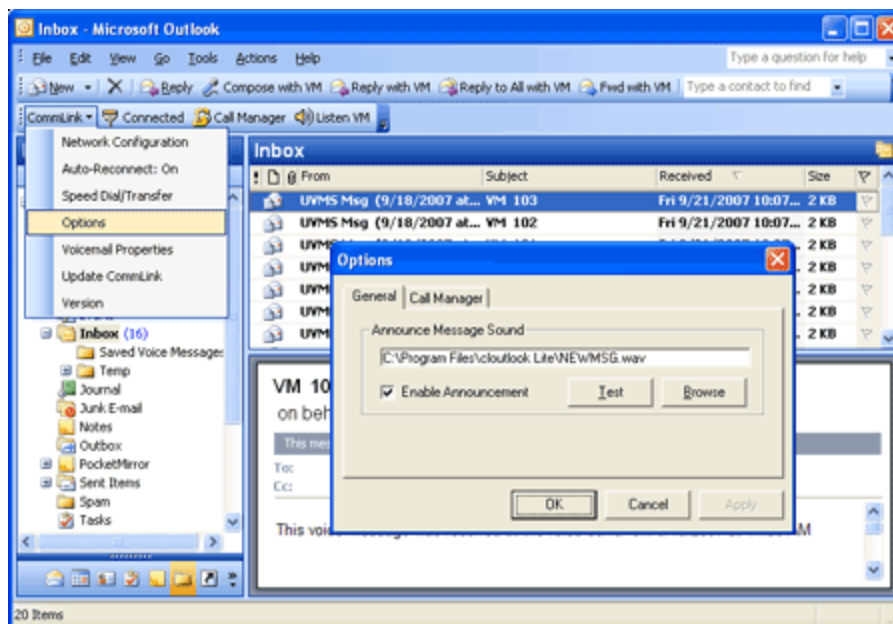 Inbox - Microsoft Outlook
File Edit View Go Tools Actions Help Type a question for help
New Reply Compose with VM Reply with VM Reply to All with VM Fwd with VM Type a contact to find
CommLink Connected Call Manager Listen VM
Network Configuration
Auto-Reconnect: On
Speed Dial/Transfer
Options
Voicemail Properties
Update CommLink
Version
Inbox (16)
Saved Voice Messages
Temp
Journal
Junk E-mail
Notes
Outbox
PocketMirror
Sent Items
Spam
Tasks
Inbox
! From Subject Received Size
UVMS Msg (9/18/2007 at... VM 103 Fri 9/21/2007 10:07... 2 KB
UVMS Msg (9/18/2007 at... VM 102 Fri 9/21/2007 10:07... 2 KB
2 KB
2 KB
2 KB
2 KB
2 KB
Options
General Call Manager
Announce Message Sound
C:\Program Files\cloutlook Lite\NEWMSG.wav
Enable Announcement Test Browse
OK Cancel Apply
VM 10
on beh
This mes
To:
Cc:
This voi
20 Items